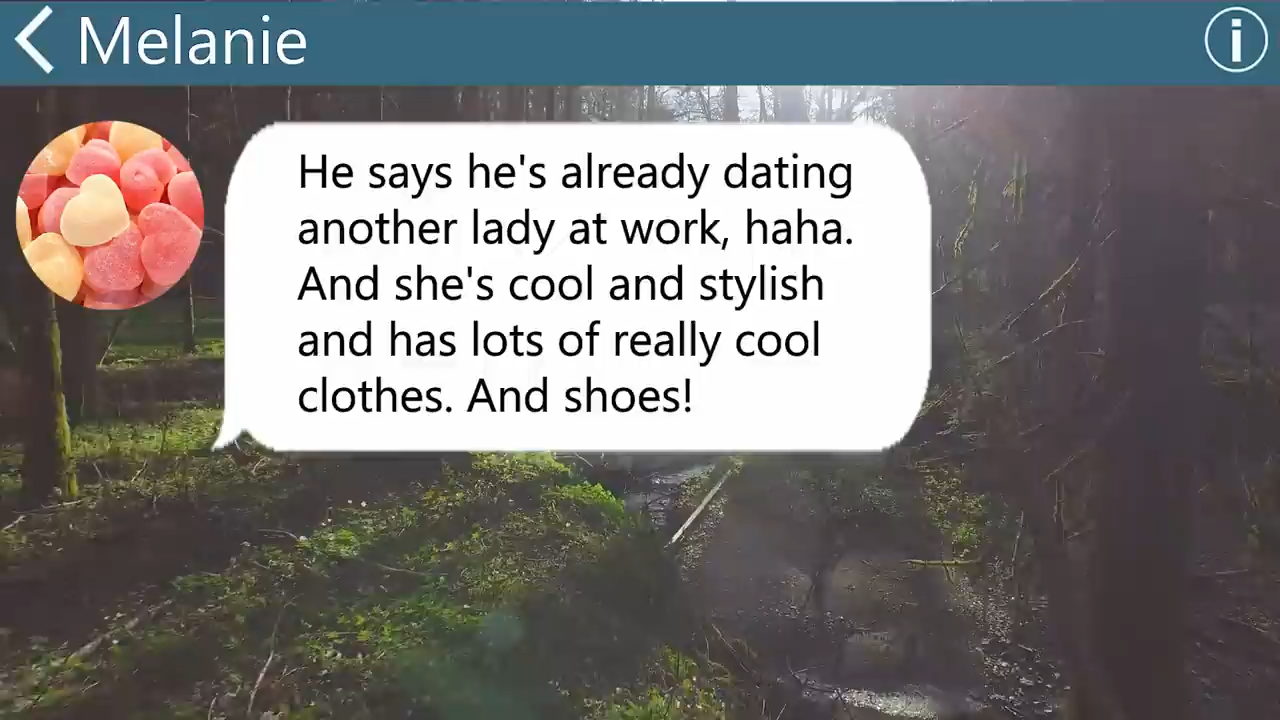 Melanie
He says he's already dating
another lady at work, haha.
And she's cool and stylish
and has lots of really cool
clothes. And shoes!